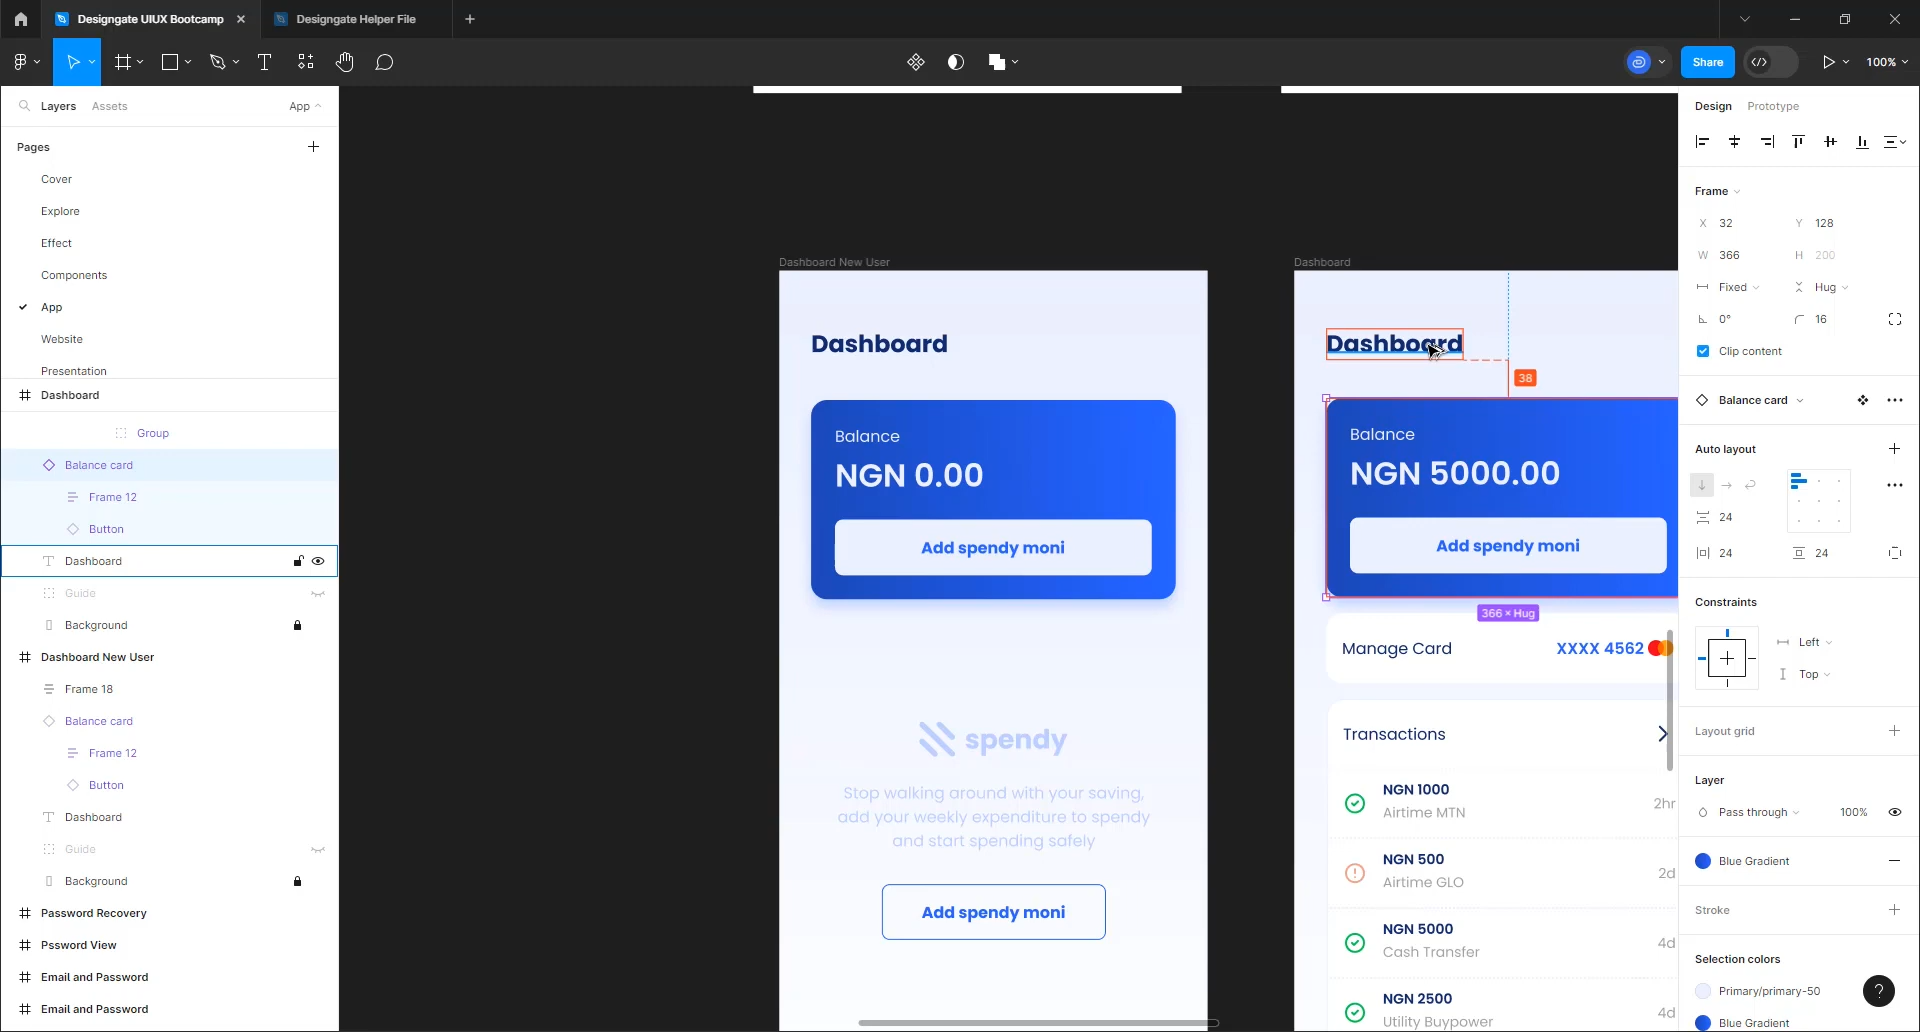 Designgate UIUX Bootcamp
Designgate Helper File
Share
100%
Layers
Assets
App
Pages
Cover
Explore
Effect
Components
App
Website
Presentation
Dashboard
Group
Balance card
Frame 12
Button
Dashboard
Guide
Background
Dashboard New User
Frame 18
Balance card
Frame 12
Button
Dashboard
Guide
Background
Password Recovery
Pssword View
Email and Password
Email and Password
Dashboard New User
Dashboard
Balance
NGN 0.00
Add spendy moni
spendy
Stop walking around with your saving,
add your weekly expenditure to spendy
and start spending safely
Add spendy moni
Dashboard
Dashboard
38
Balance
NGN 5000.00
Add spendy moni
366 × Hug
Manage Card
XXXX 4562
Transactions
NGN 1000
Airtime MTN
2hr
NGN 500
Airtime GLO
2d
NGN 5000
Cash Transfer
4d
NGN 2500
Utility Buypower
4d
Design
Prototype
Frame
X 32
Y 128
W 366
H 200
Fixed
Hug
0°
16
Clip content
Balance card
Auto layout
24
24
24
Constraints
Left
Top
Layout grid
Layer
Pass through
100%
Blue Gradient
Stroke
Selection colors
Primary/primary-50
Blue Gradient
?